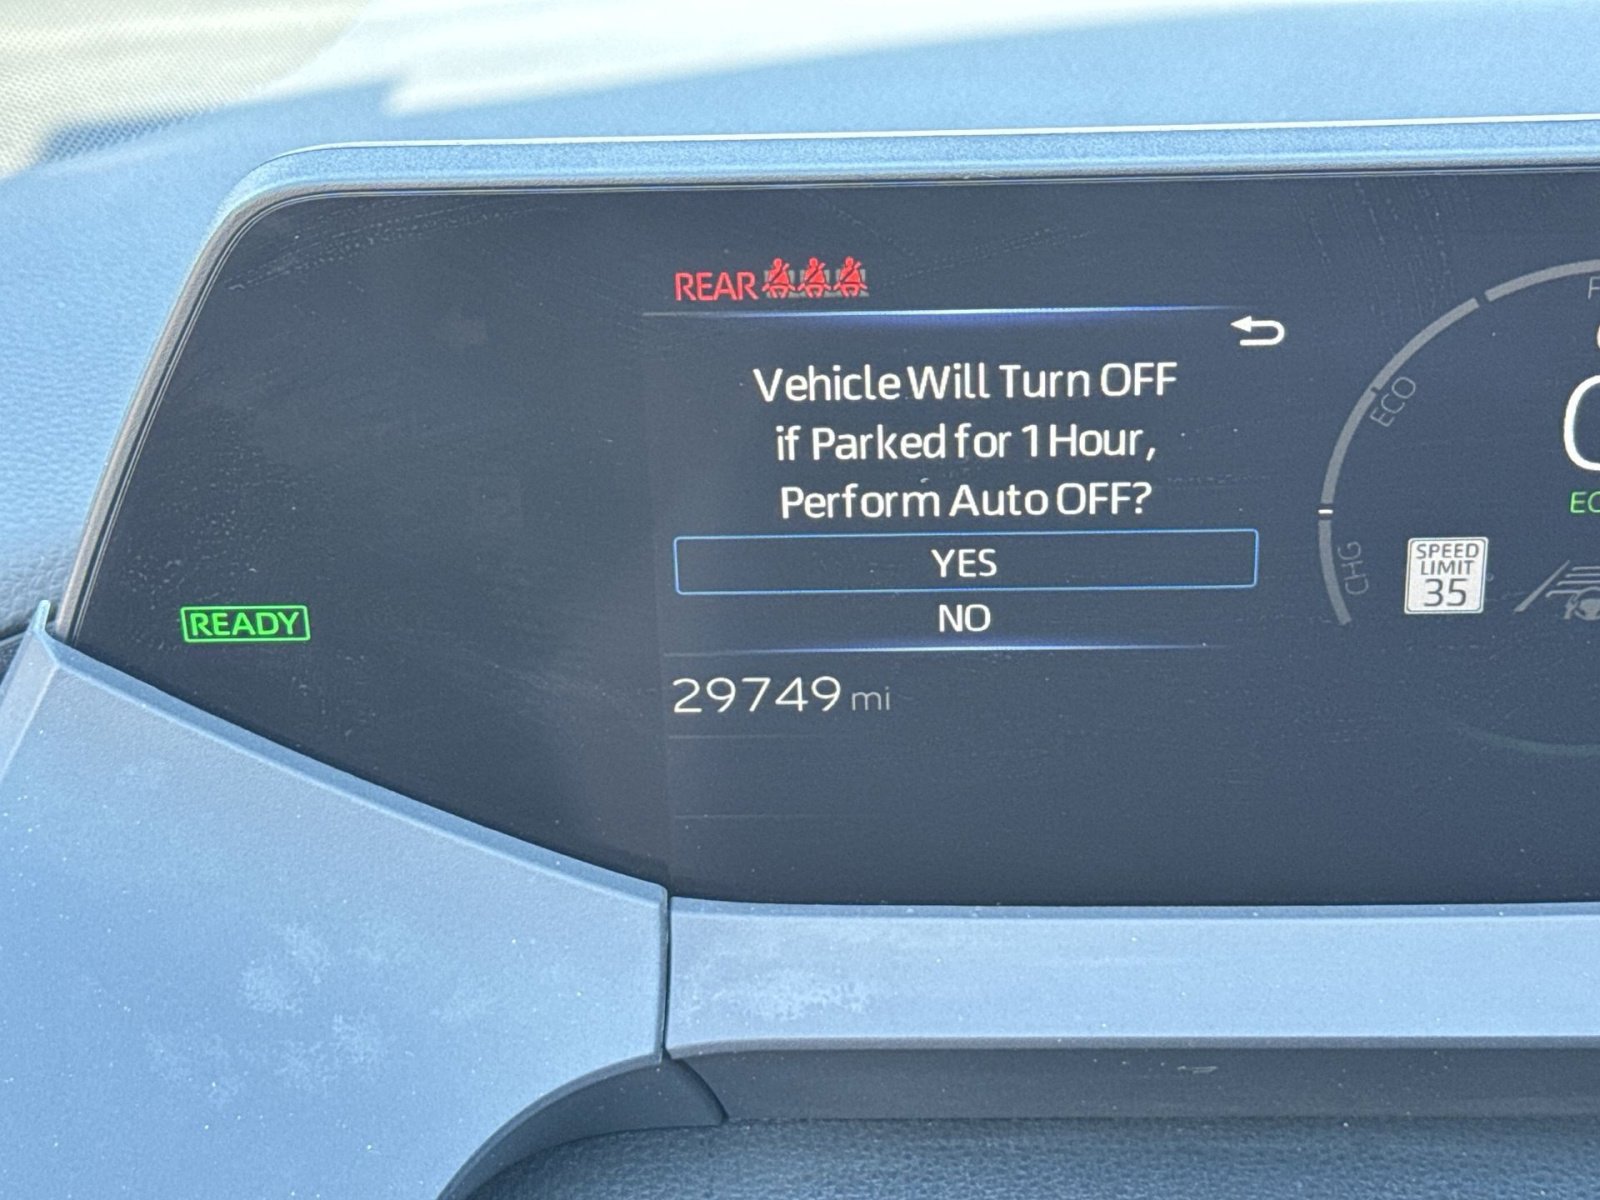 REAR
Vehicle Will Turn OFF
if Parked for 1 Hour,
Perform Auto OFF?
YES
NO
READY
29749 mi
ECO
CHG
SPEED
LIMIT
35